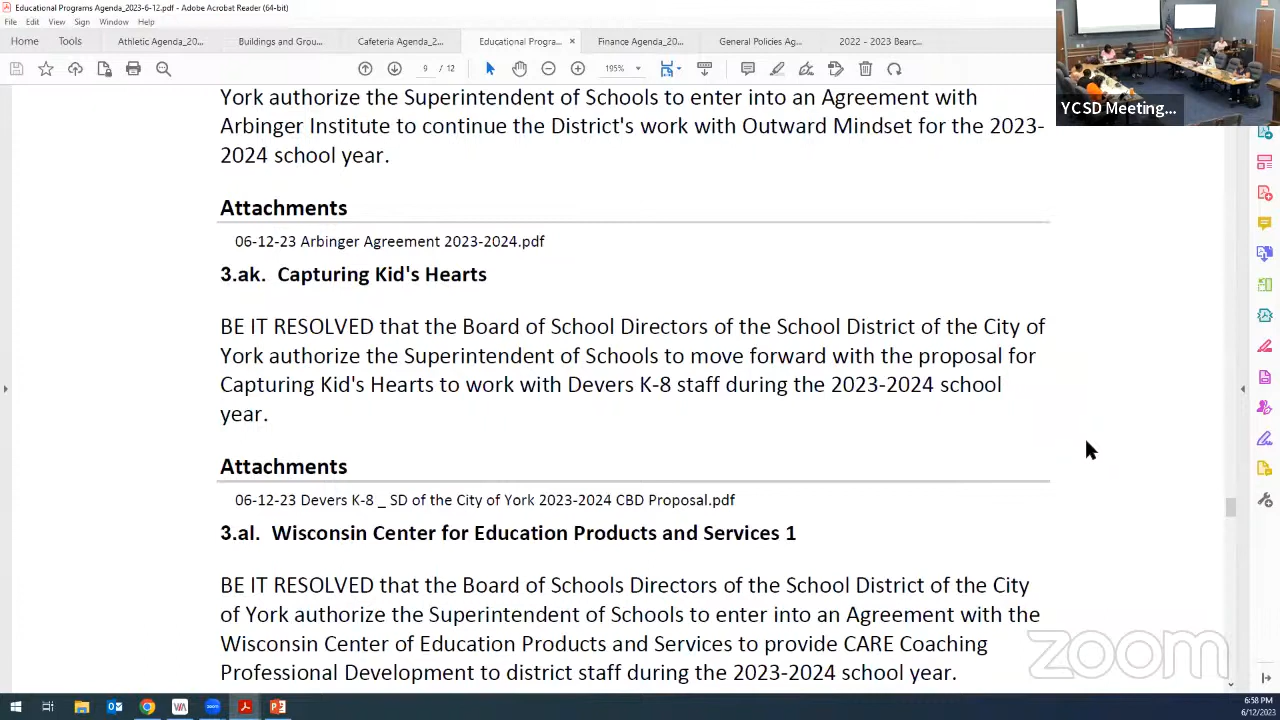 Educational Programs Agenda_2023-6-12.pdf - Adobe Acrobat Reader (64-bit)
File Edit View Sign Window Help
Home Tools Athletic Agenda_20... Buildings and Grou... Cafeteria Agenda_2... Educational Progra... × Finance Agenda_20... General Policies Ag... 2022 - 2023 Bearc...
9 / 12 195%
YCSD Meeting...
York authorize the Superintendent of Schools to enter into an Agreement with
Arbinger Institute to continue the District's work with Outward Mindset for the 2023-
2024 school year.
Attachments
06-12-23 Arbinger Agreement 2023-2024.pdf
3.ak. Capturing Kid's Hearts
BE IT RESOLVED that the Board of School Directors of the School District of the City of
York authorize the Superintendent of Schools to move forward with the proposal for
Capturing Kid's Hearts to work with Devers K-8 staff during the 2023-2024 school
year.
Attachments
06-12-23 Devers K-8 _ SD of the City of York 2023-2024 CBD Proposal.pdf
3.al. Wisconsin Center for Education Products and Services 1
BE IT RESOLVED that the Board of Schools Directors of the School District of the City
of York authorize the Superintendent of Schools to enter into an Agreement with the
Wisconsin Center of Education Products and Services to provide CARE Coaching
Professional Development to district staff during the 2023-2024 school year.
zoom
6:58 PM
6/12/2023